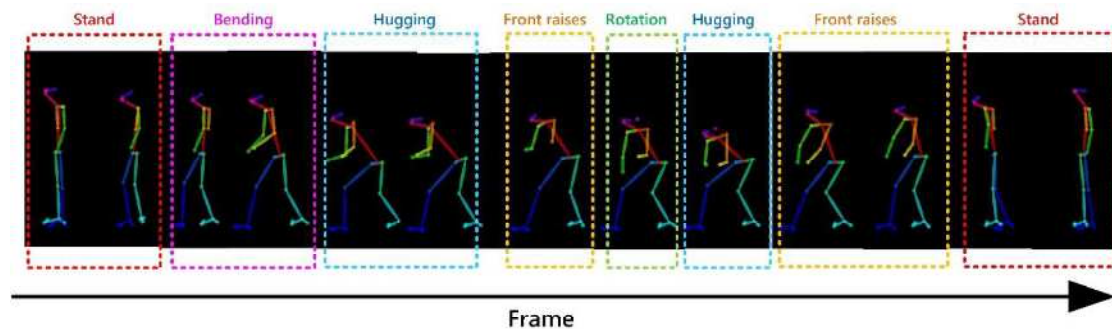 Stand Bending Hugging Front raises Rotation Hugging Front raises Stand
Frame